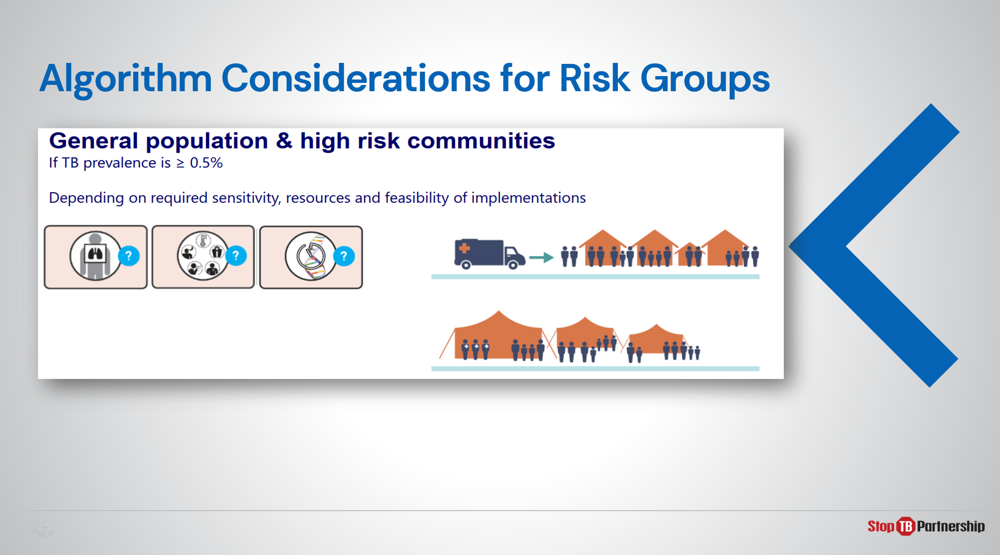 Algorithm Considerations for Risk Groups
General population & high risk communities
If TB prevalence is ≥ 0.5%
Depending on required sensitivity, resources and feasibility of implementations
? ? ?
Stop TB Partnership